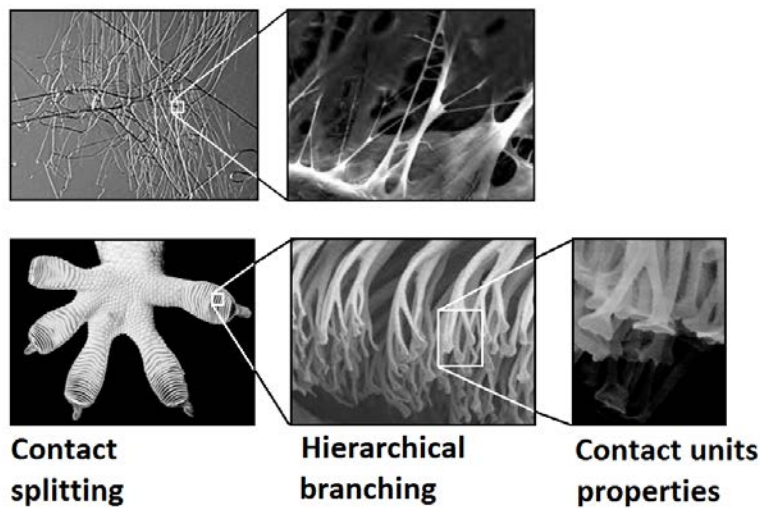 Contact
splitting
Hierarchical
branching
Contact units
properties